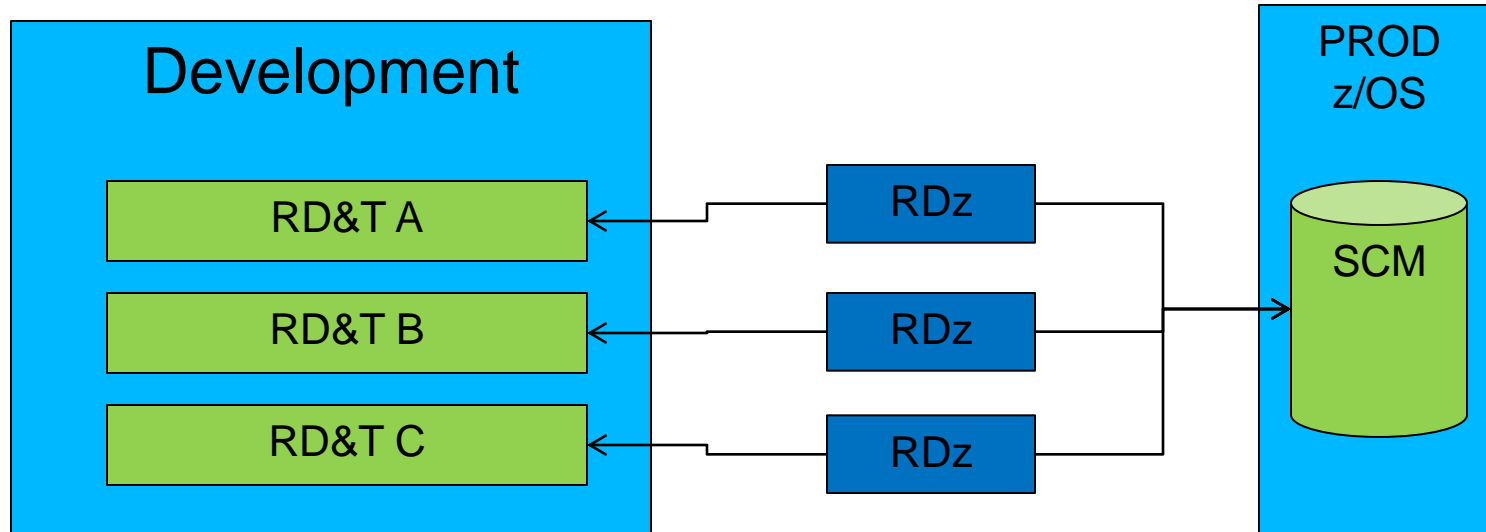 Development
RD&T A
RD&T B
RD&T C
RDz
RDz
RDz
PROD
z/OS
SCM